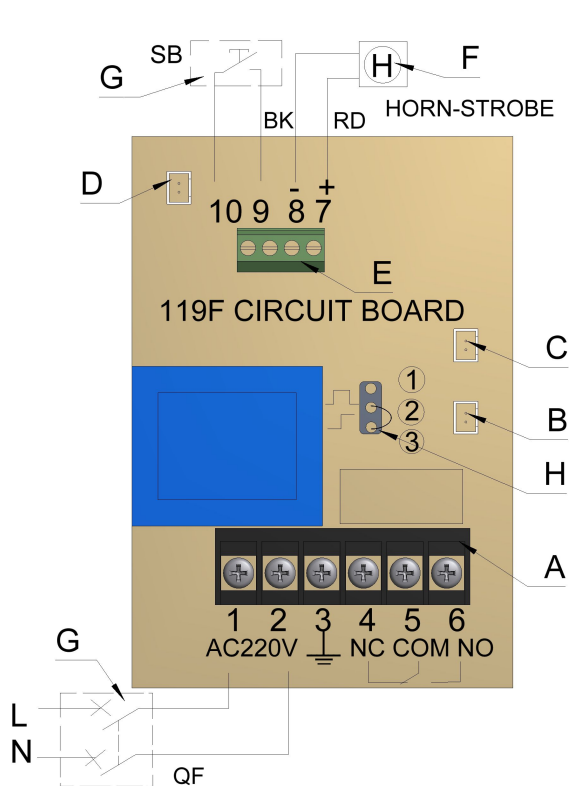 SB
F
G
H
HORN-STROBE
BK
RD
D
- +
10 9 8 7
E
119F CIRCUIT BOARD
C
①
②
③
B
H
A
1 2 3 4 5 6
AC220V NC COM NO
G
L
N
QF